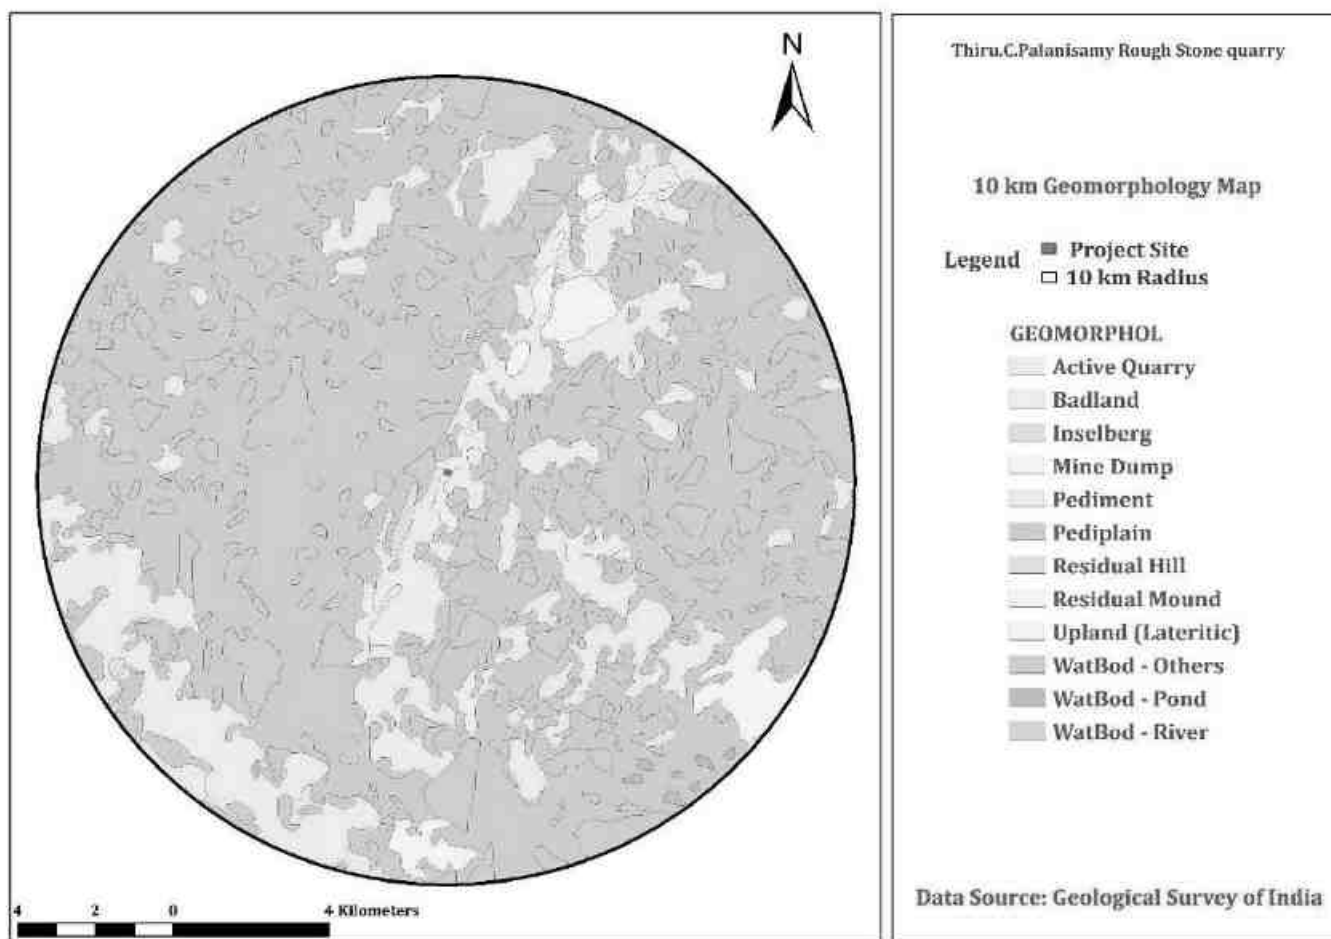 N
4 2 0 4 Kilometers
Thiru.C.Palanisamy Rough Stone quarry
10 km Geomorphology Map
Legend
Project Site
10 km Radius
GEOMORPHOL
Active Quarry
Badland
Inselberg
Mine Dump
Pediment
Pediplain
Residual Hill
Residual Mound
Upland (Lateritic)
WatBod - Others
WatBod - Pond
WatBod - River
Data Source: Geological Survey of India